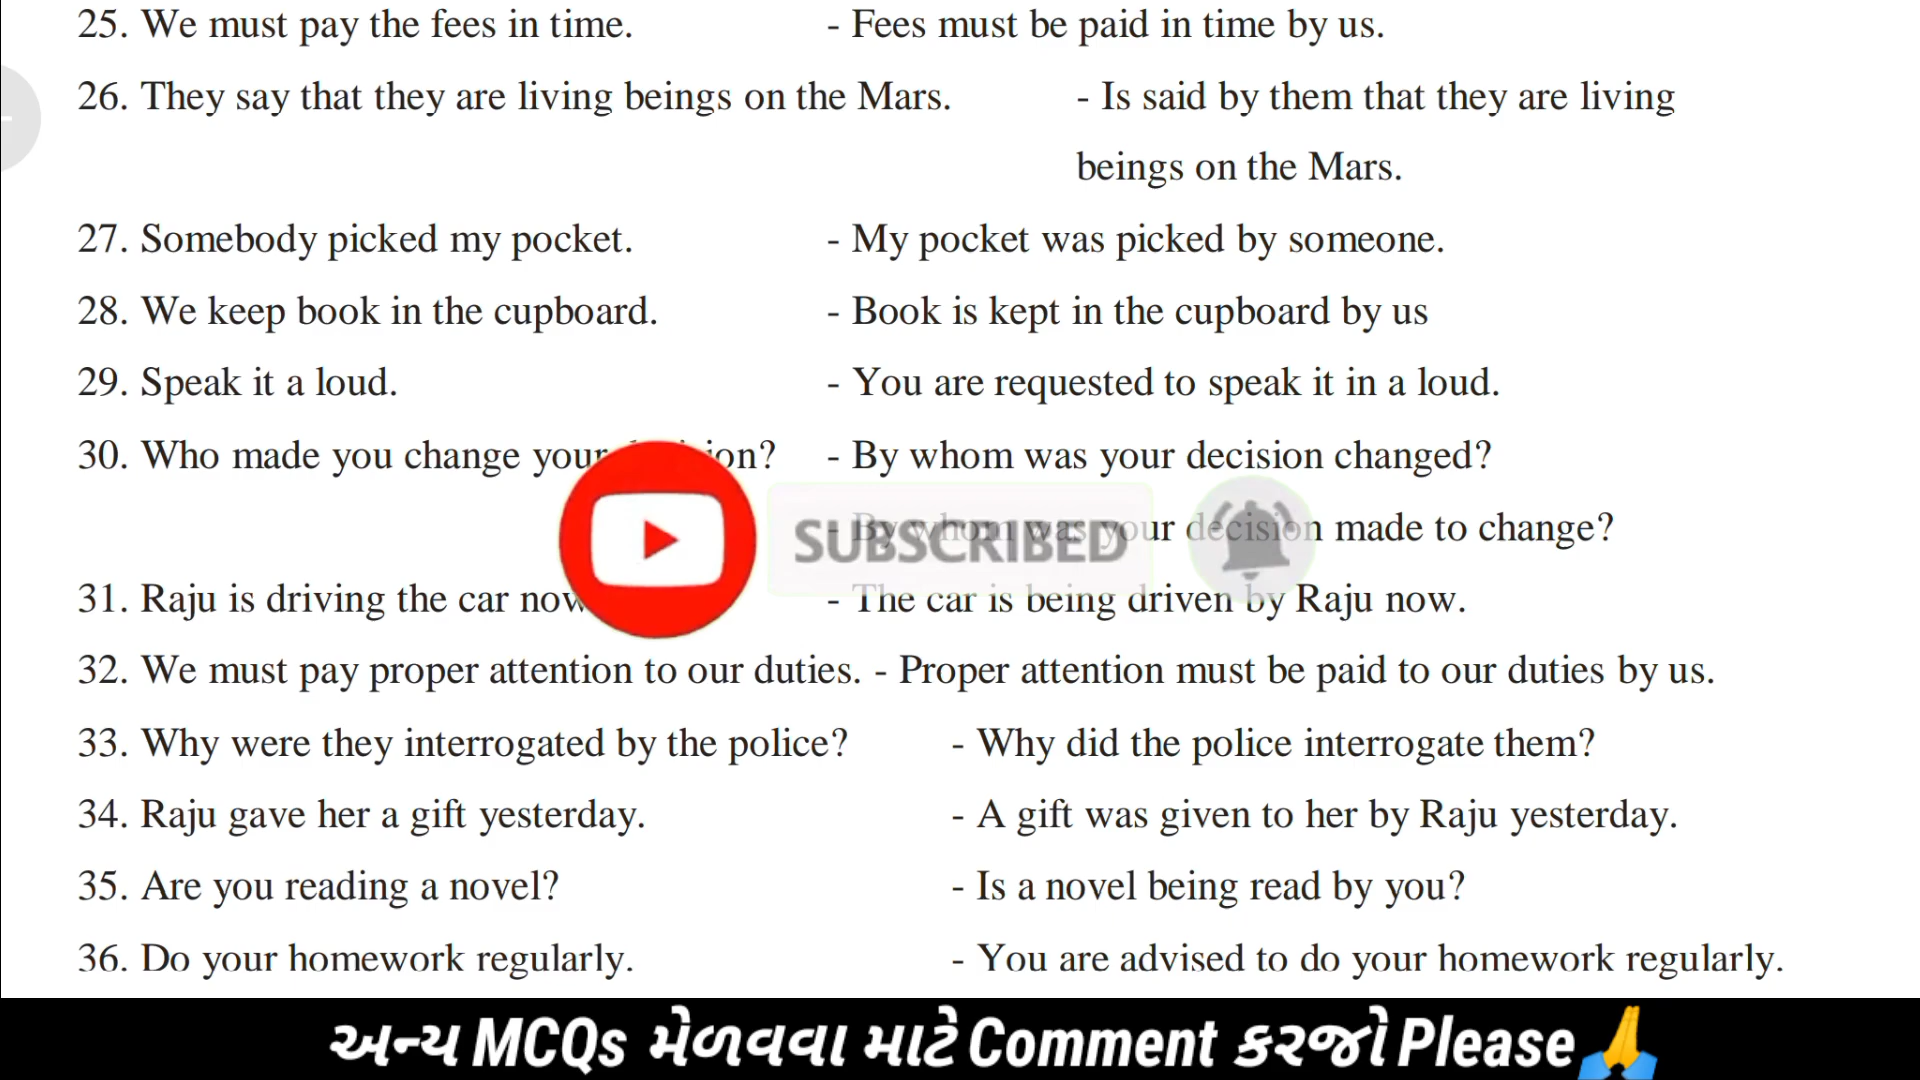 25. We must pay the fees in time. - Fees must be paid in time by us.
26. They say that they are living beings on the Mars. - Is said by them that they are living
beings on the Mars.
27. Somebody picked my pocket. - My pocket was picked by someone.
28. We keep book in the cupboard. - Book is kept in the cupboard by us
29. Speak it a loud. - You are requested to speak it in a loud.
30. Who made you change your decision? - By whom was your decision changed?
- By whom was your decision made to change?
SUBSCRIBED
31. Raju is driving the car now - The car is being driven by Raju now.
32. We must pay proper attention to our duties. - Proper attention must be paid to our duties by us.
33. Why were they interrogated by the police? - Why did the police interrogate them?
34. Raju gave her a gift yesterday. - A gift was given to her by Raju yesterday.
35. Are you reading a novel? - Is a novel being read by you?
36. Do your homework regularly. - You are advised to do your homework regularly.
અન્ય MCQs મેળવવા માટે Comment કરજો Please